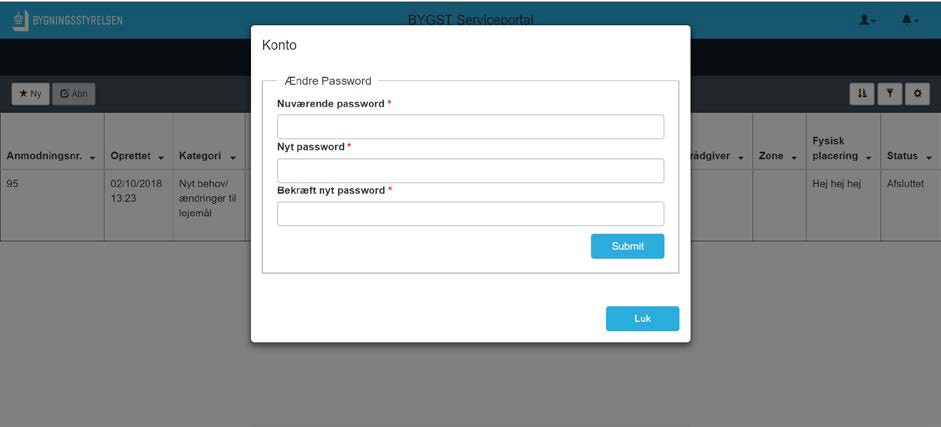 BYGNINGSSTYRELSEN
BYGST Serviceportal
Konto
Ny
Åbn
Ændre Password
Nuværende password *
Nyt password *
Bekræft nyt password *
Submit
Luk
Anmodningsnr. Oprettet Kategori rådgiver Zone Fysisk placering Status
95 02/10/2018 13:23 Nyt behov/ ændringer til lejemål Hej hej hej Afsluttet